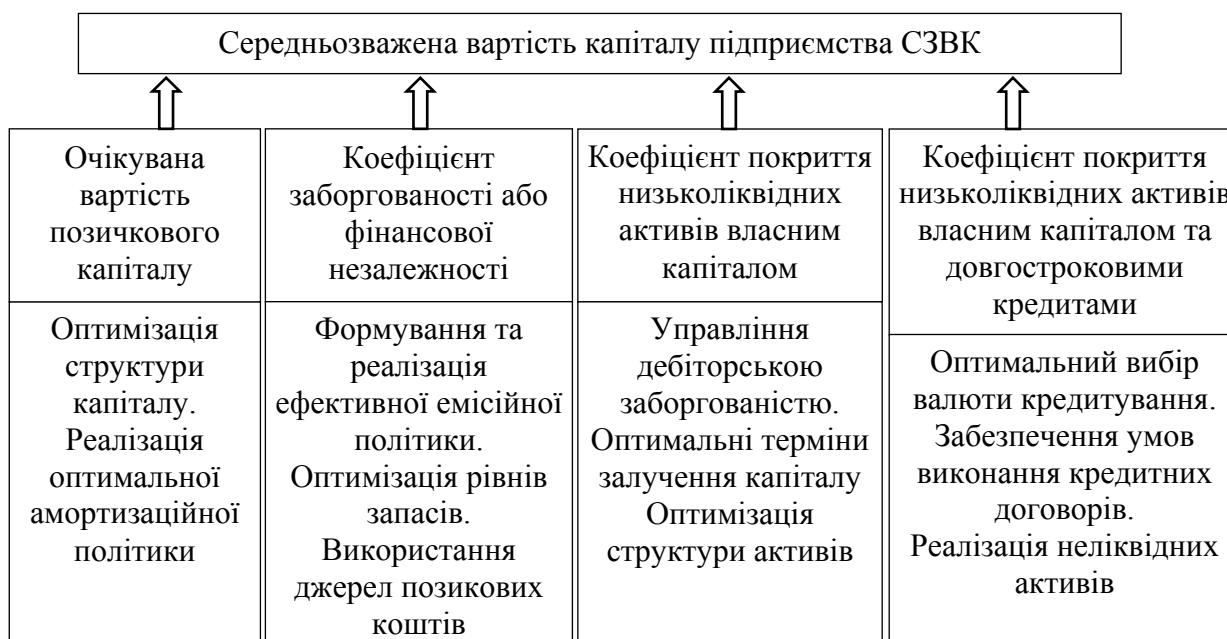 Середньозважена вартість капіталу підприємства СЗВК
Очікувана
вартість
позичкового
капіталу
Оптимізація
структури
капіталу.
Реалізація
оптимальної
амортизаційної
політики
Коефіцієнт
заборгованості або
фінансової
незалежності
Формування та
реалізація
ефективної емісійної
політики.
Оптимізація рівнів
запасів.
Використання
джерел позикових
коштів
Коефіцієнт покриття
низьколіквідних
активів власним
капіталом
Управління
дебіторською
заборгованістю.
Оптимальні терміни
залучення капіталу
Оптимізація
структури активів
Коефіцієнт покриття
низьколіквідних активів
власним капіталом та
довгостроковими
кредитами
Оптимальний вибір
валюти кредитування.
Забезпечення умов
виконання кредитних
договорів.
Реалізація неліквідних
активів